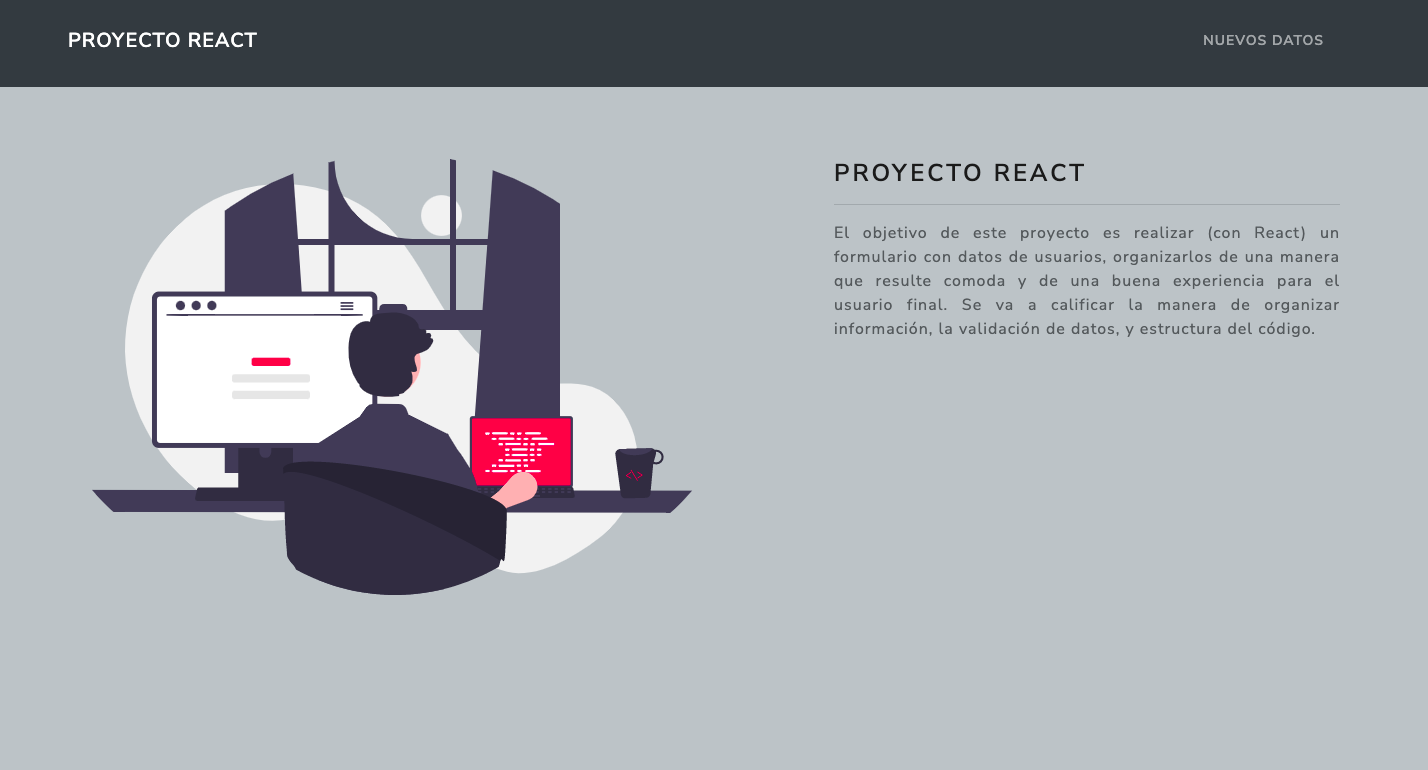 PROYECTO REACT
NUEVOS DATOS
PROYECTO REACT
El objetivo de este proyecto es realizar (con React) un
formulario con datos de usuarios, organizarlos de una manera
que resulte comoda y de una buena experiencia para el
usuario final. Se va a calificar la manera de organizar
información, la validación de datos, y estructura del código.